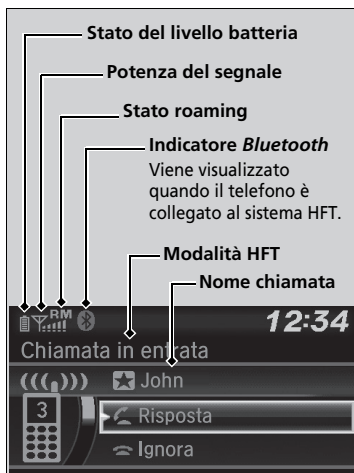 Stato del livello batteria
Potenza del segnale
Stato roaming
Indicatore Bluetooth
Viene visualizzato
quando il telefono è
collegato al sistema HFT.
Modalità HFT
Nome chiamata
RM
12:34
Chiamata in entrata
John
3
Risposta
Ignora